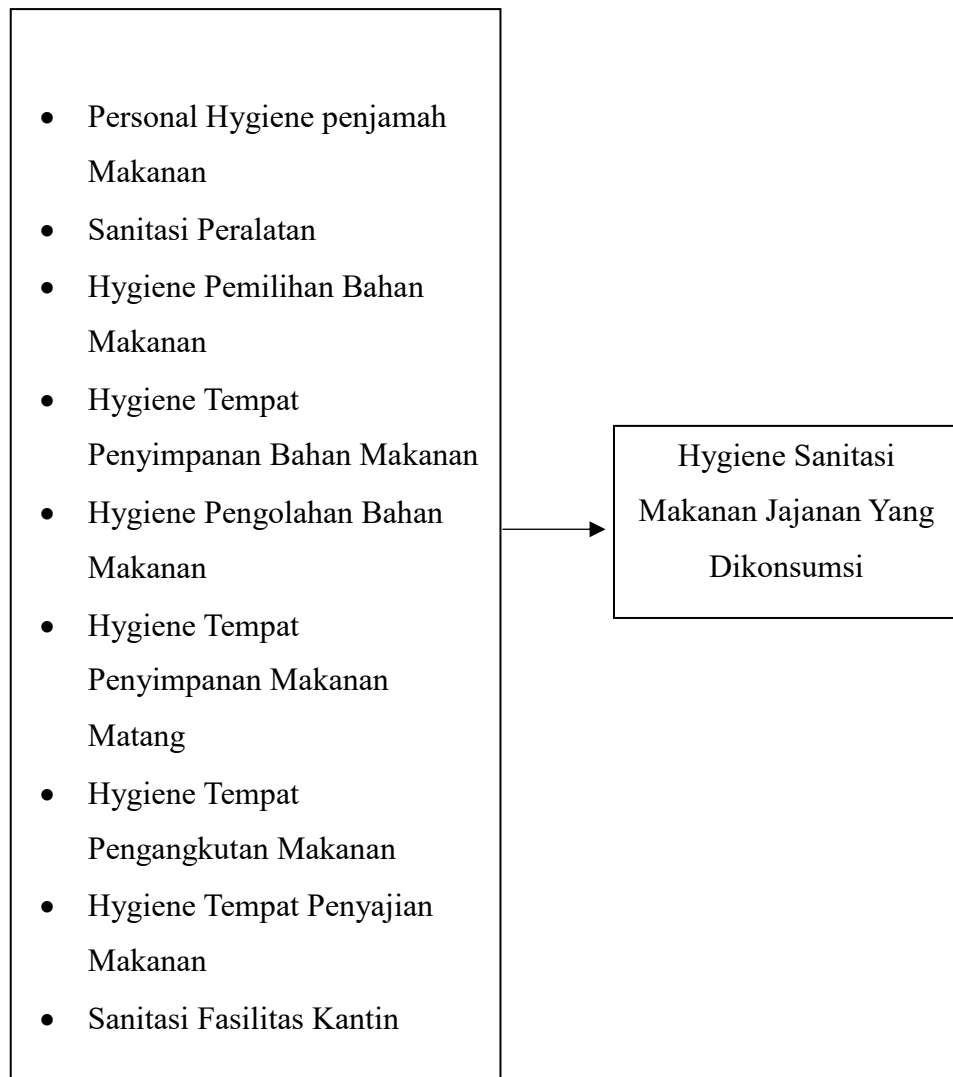 • Personal Hygiene penjamah
Makanan
• Sanitasi Peralatan
• Hygiene Pemilihan Bahan
Makanan
• Hygiene Tempat
Penyimpanan Bahan Makanan
• Hygiene Pengolahan Bahan
Makanan
• Hygiene Tempat
Penyimpanan Makanan
Matang
• Hygiene Tempat
Pengangkutan Makanan
• Hygiene Tempat Penyajian
Makanan
• Sanitasi Fasilitas Kantin
Hygiene Sanitasi
Makanan Jajanan Yang
Dikonsumsi